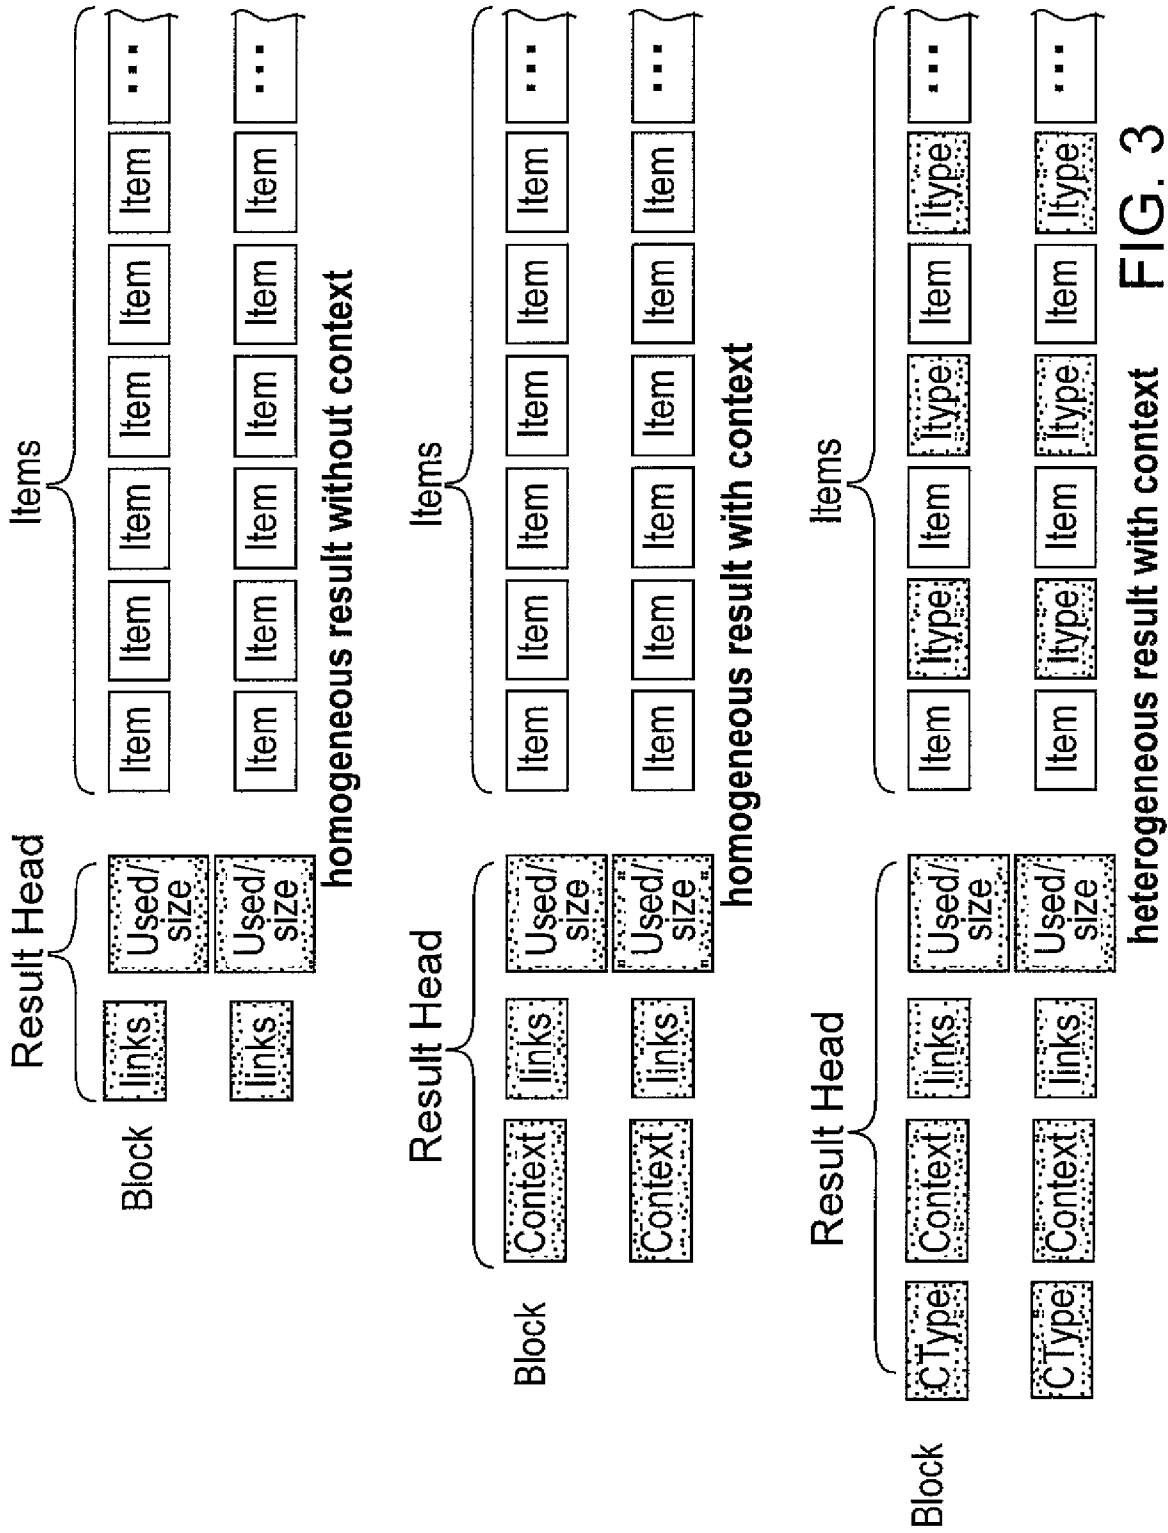 Result Head Items
Block links Used/ size Item Item Item Item Item Item ...
links Used/ size Item Item Item Item Item Item ...
homogeneous result without context
Result Head Items
Block Context links Used/ size Item Item Item Item Item Item ...
Context links Used/ size Item Item Item Item Item Item ...
homogeneous result with context
Result Head Items
Block CType Context links Used/ size Item Itype Item Itype Item Itype ...
CType Context links Used/ size Item Itype Item Itype Item Itype ...
heterogeneous result with context
FIG. 3